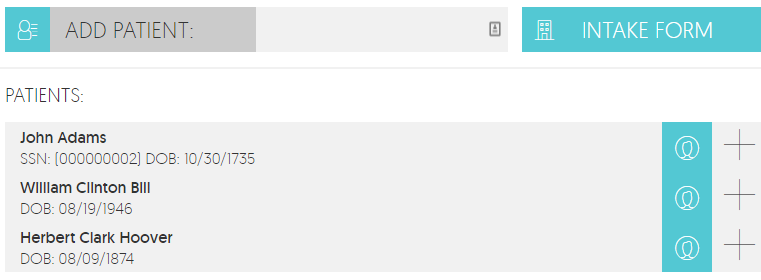 ADD PATIENT:
INTAKE FORM
PATIENTS:
John Adams
SSN: (000000002) DOB: 10/30/1735
William Clinton Bill
DOB: 08/19/1946
Herbert Clark Hoover
DOB: 08/09/1874